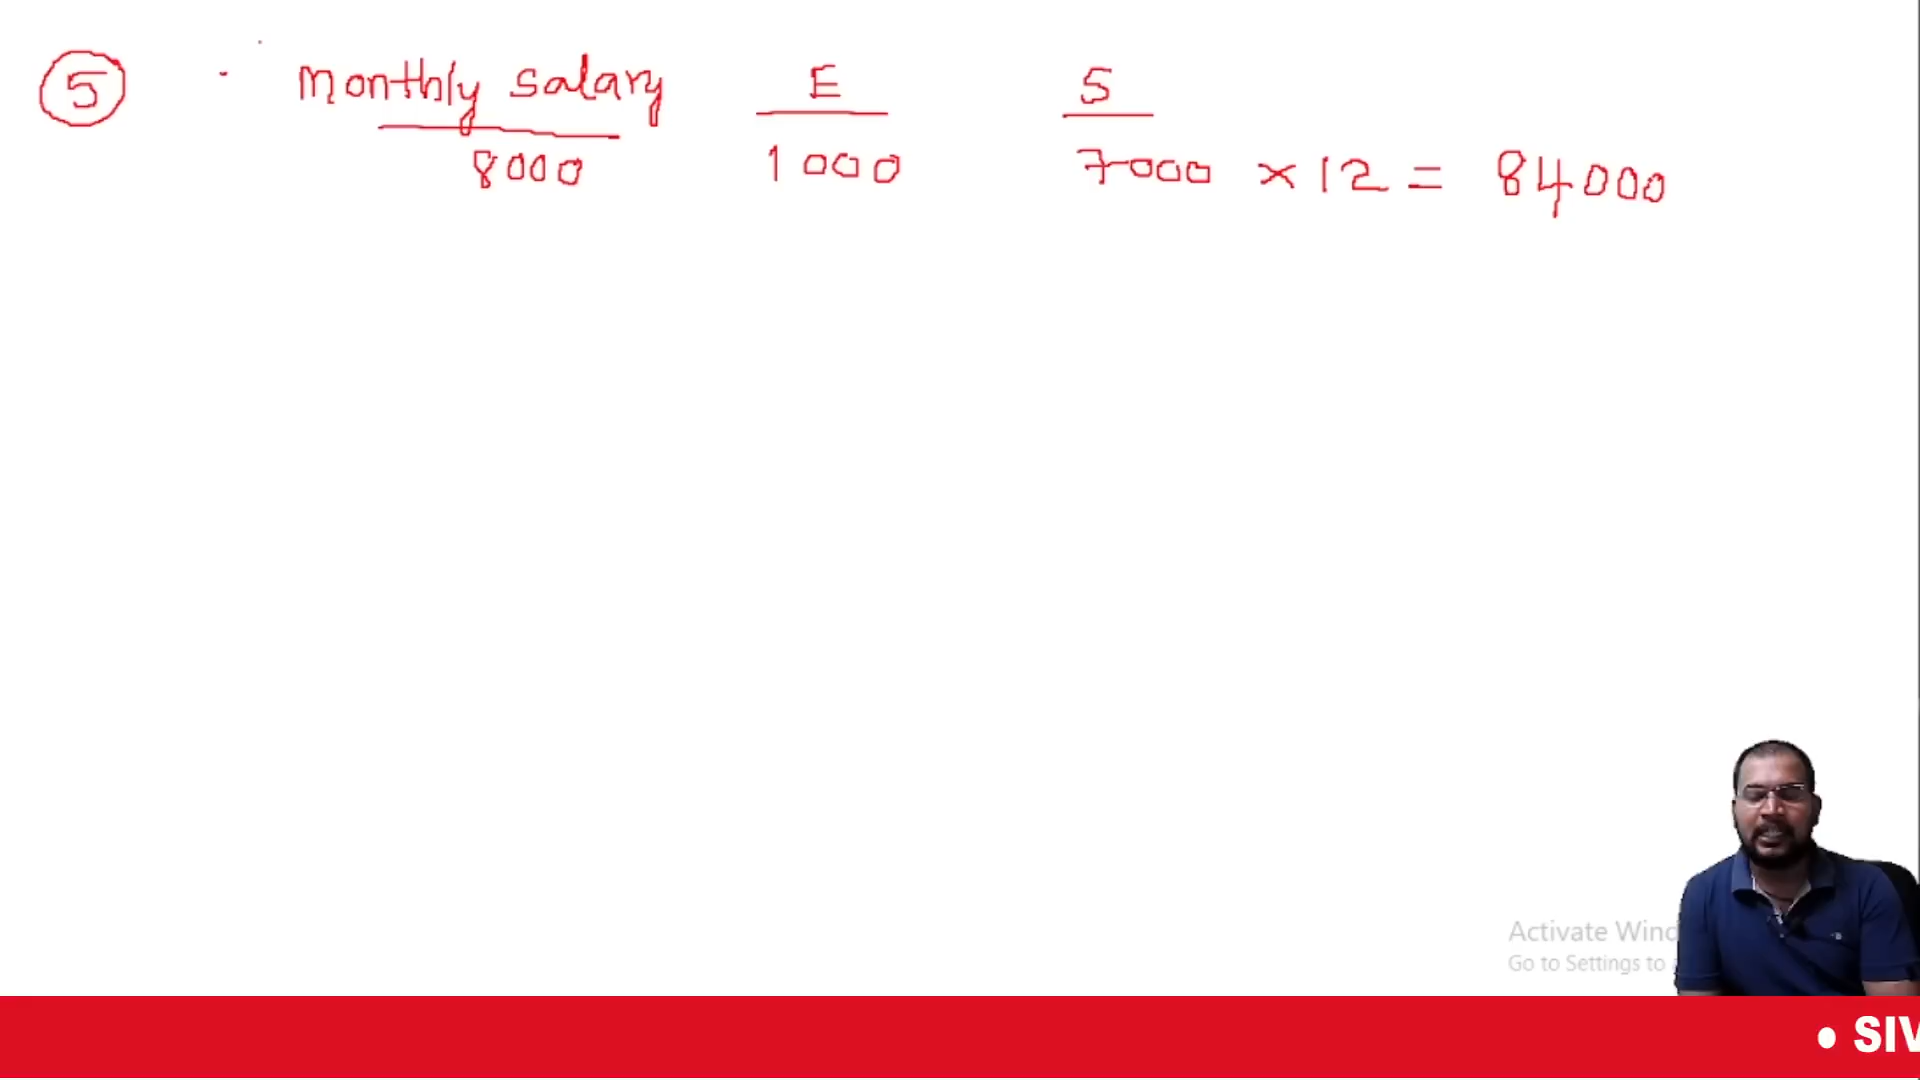 5 Monthly salary E S
8000 1000 7000 × 12 = 84000
Activate Wind
Go to Settings to
• SIV